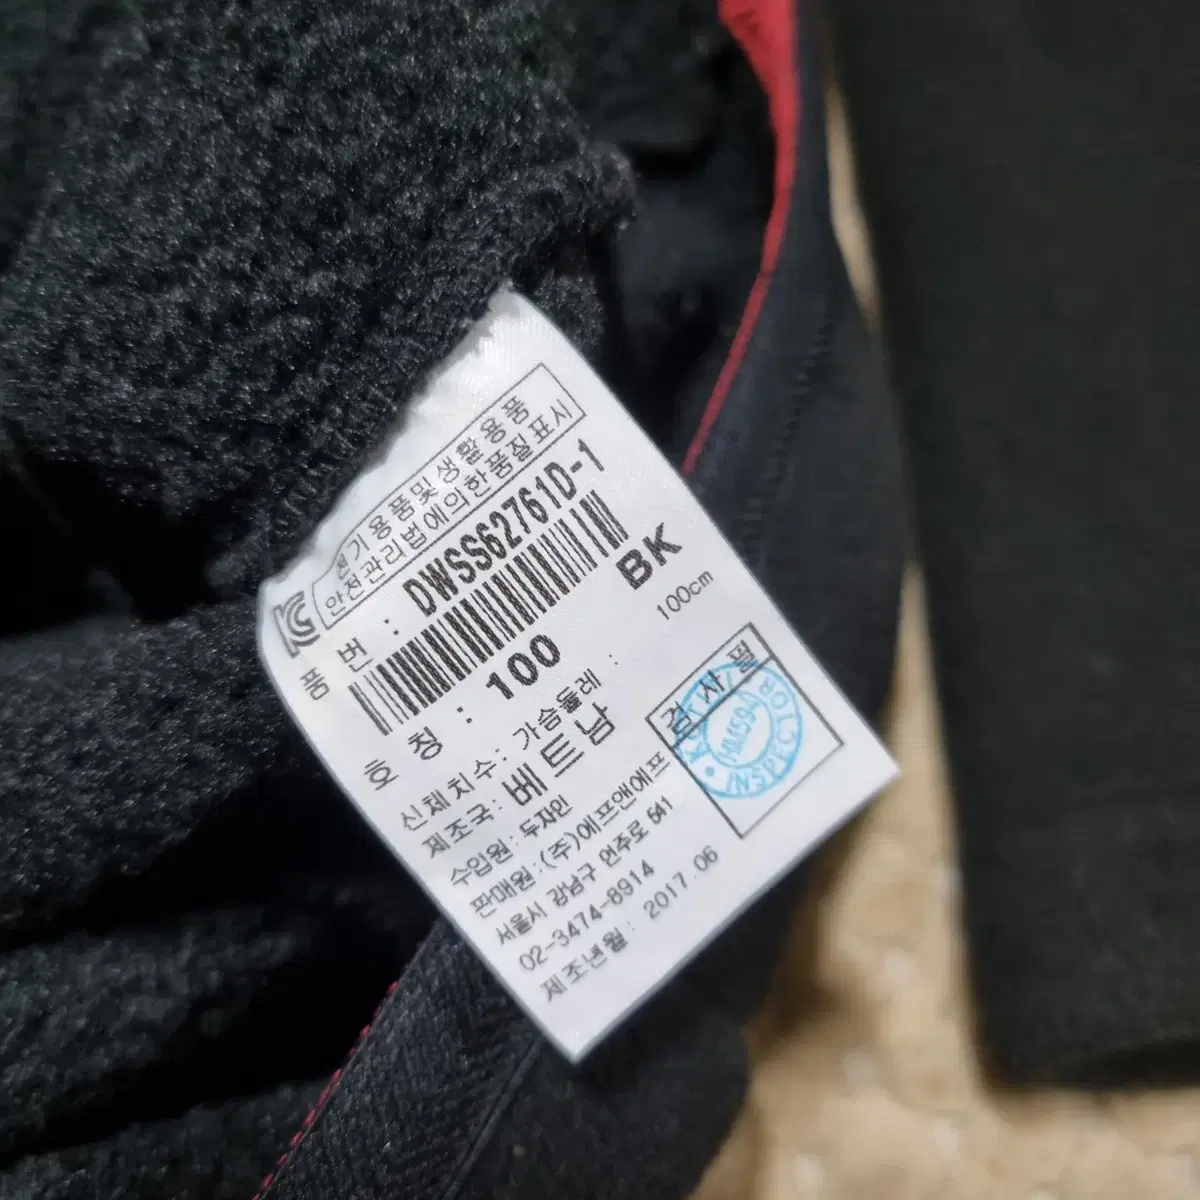 전기용품및생활용품
안전관리법에의한품질표시
품 번 : DWSS62761D-1
BK
호 칭 : 100
신체치수: 가슴둘레 : 100cm
제조국: 베트남
수입원: 두자인
판매원:(주)에프앤에프
서울시 강남구 언주로 541
02-3474-8914
제조년월: 2017.06
검사필
INSPECTOR